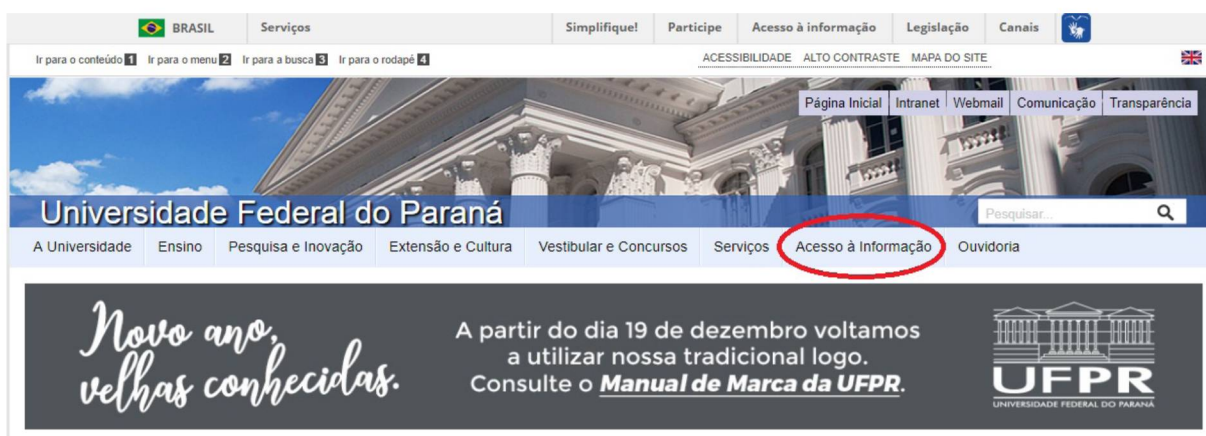 BRASIL Serviços Simplifique! Participe Acesso à informação Legislação Canais
Ir para o conteúdo 1 Ir para o menu 2 Ir para a busca 3 Ir para o rodapé 4 ACESSIBILIDADE ALTO CONTRASTE MAPA DO SITE
Página Inicial Intranet Webmail Comunicação Transparência
Universidade Federal do Paraná Pesquisar...
A Universidade Ensino Pesquisa e Inovação Extensão e Cultura Vestibular e Concursos Serviços Acesso à Informação Ouvidoria
Novo ano,
velhas conhecidas.
A partir do dia 19 de dezembro voltamos
a utilizar nossa tradicional logo.
Consulte o Manual de Marca da UFPR.
UFPR
UNIVERSIDADE FEDERAL DO PARANÁ